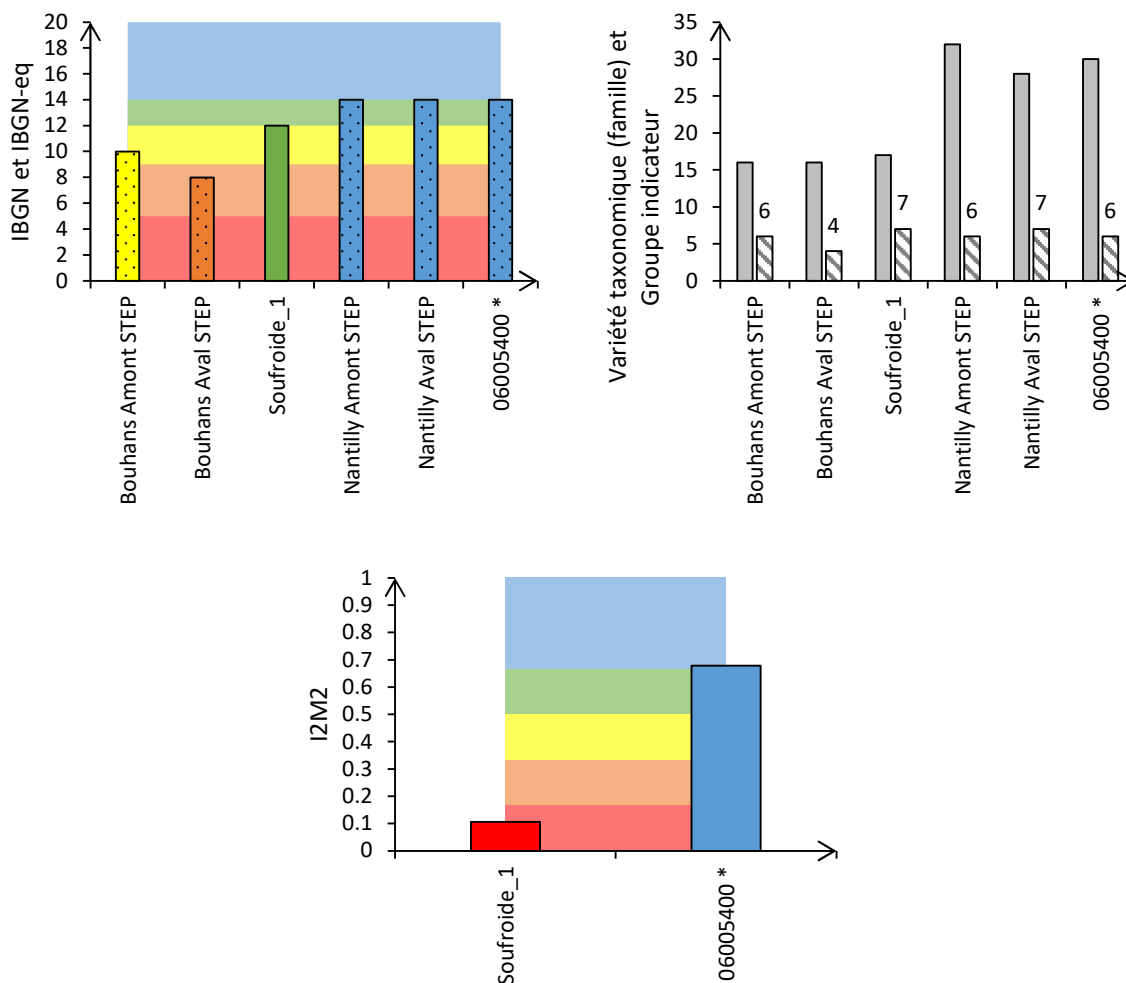 IBGN et IBGN-eq
20
18
16
14
12
10
8
6
4
2
0
Bouhans Amont STEP
Bouhans Aval STEP
Soufroide_1
Nantilly Amont STEP
Nantilly Aval STEP
06005400 *
Variété taxonomique (famille) et
Groupe indicateur
35
30
25
20
15
10
5
0
6
4
7
6
7
6
Bouhans Amont STEP
Bouhans Aval STEP
Soufroide_1
Nantilly Amont STEP
Nantilly Aval STEP
06005400 *
I2M2
1
0.9
0.8
0.7
0.6
0.5
0.4
0.3
0.2
0.1
0
Soufroide_1
06005400 *